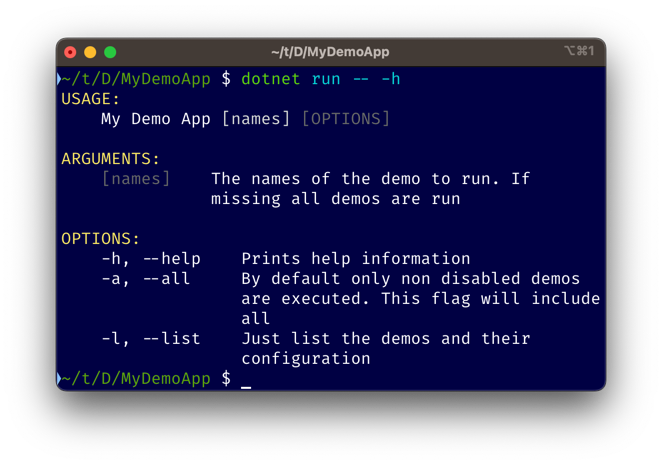 ~/t/D/MyDemoApp
⌥⌘1
~/t/D/MyDemoApp $ dotnet run -- -h
USAGE:
    My Demo App [names] [OPTIONS]

ARGUMENTS:
    [names]    The names of the demo to run. If
               missing all demos are run

OPTIONS:
    -h, --help    Prints help information
    -a, --all     By default only non disabled demos
                  are executed. This flag will include
                  all
    -l, --list    Just list the demos and their
                  configuration
~/t/D/MyDemoApp $